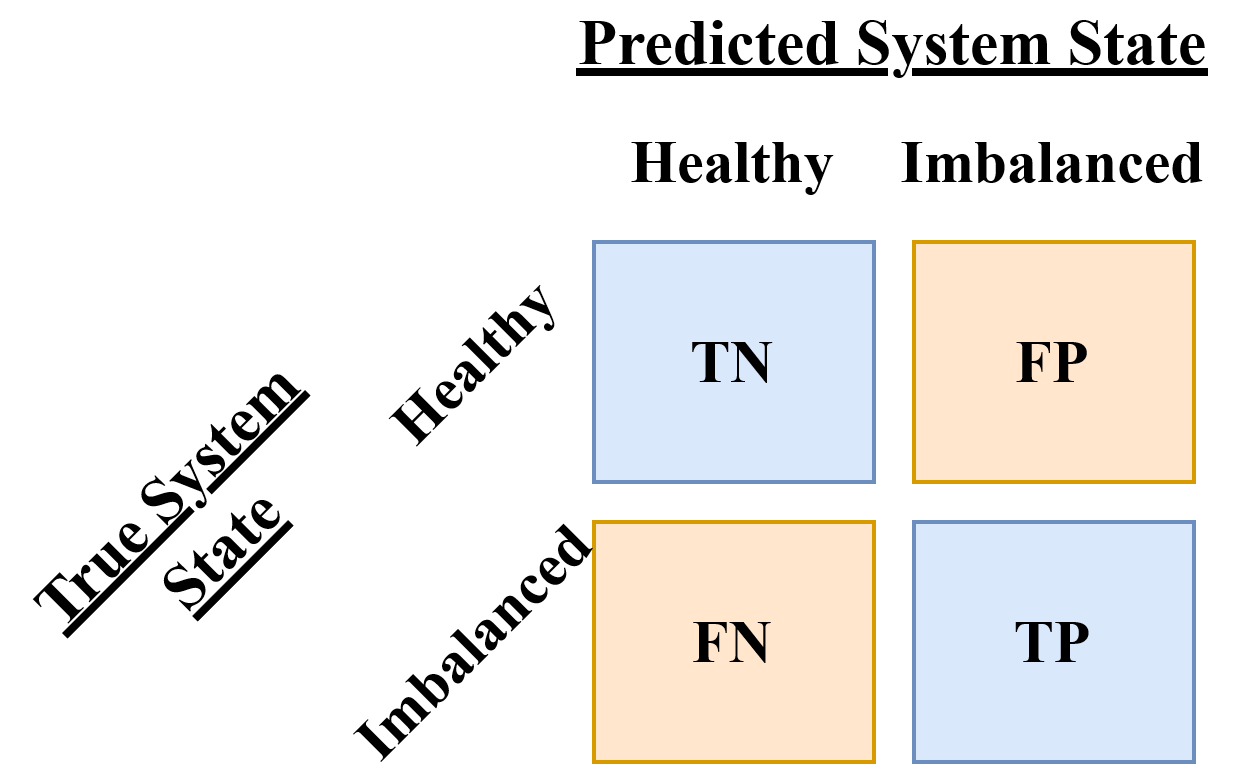 Predicted System State
Healthy Imbalanced
Healthy
TN FP
True System
State
Imbalanced
FN TP